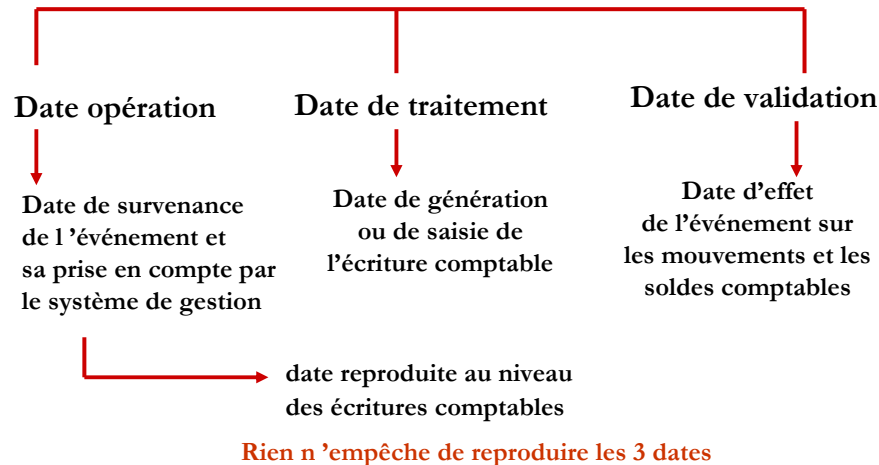 Date opération
Date de traitement
Date de validation
Date de survenance
de l ’événement et
sa prise en compte par
le système de gestion
Date de génération
ou de saisie de
l’écriture comptable
Date d’effet
de l’événement sur
les mouvements et les
soldes comptables
date reproduite au niveau
des écritures comptables
Rien n ’empêche de reproduire les 3 dates